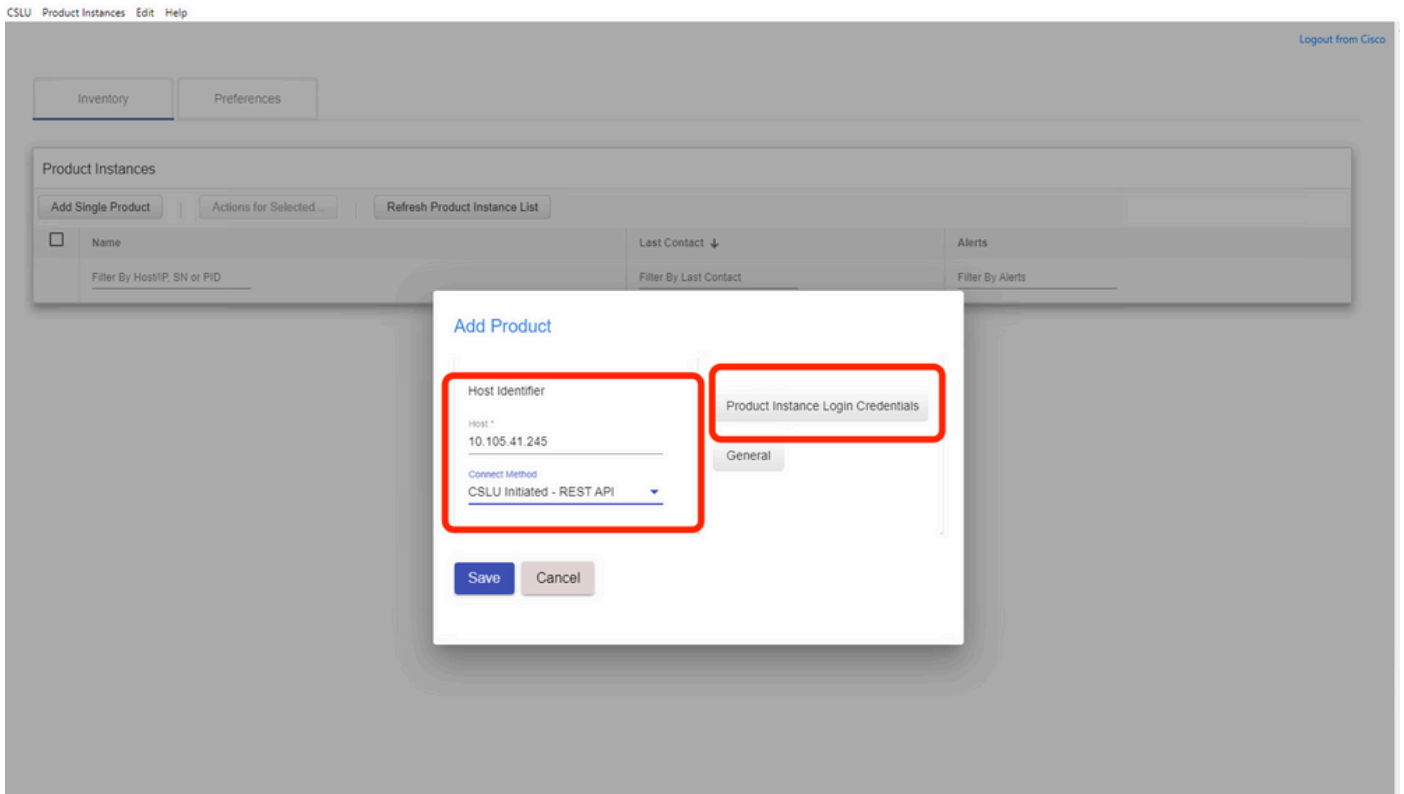 CSLU Product Instances Edit Help
Logout from Cisco
Inventory Preferences
Product Instances
Add Single Product Actions for Selected... Refresh Product Instance List
Name Last Contact Alerts
Filter By Host/IP, SN or PID Filter By Last Contact Filter By Alerts
Add Product
Host Identifier
Product Instance Login Credentials
Host *
10.105.41.245
General
Connect Method
CSLU Initiated - REST API
Save Cancel